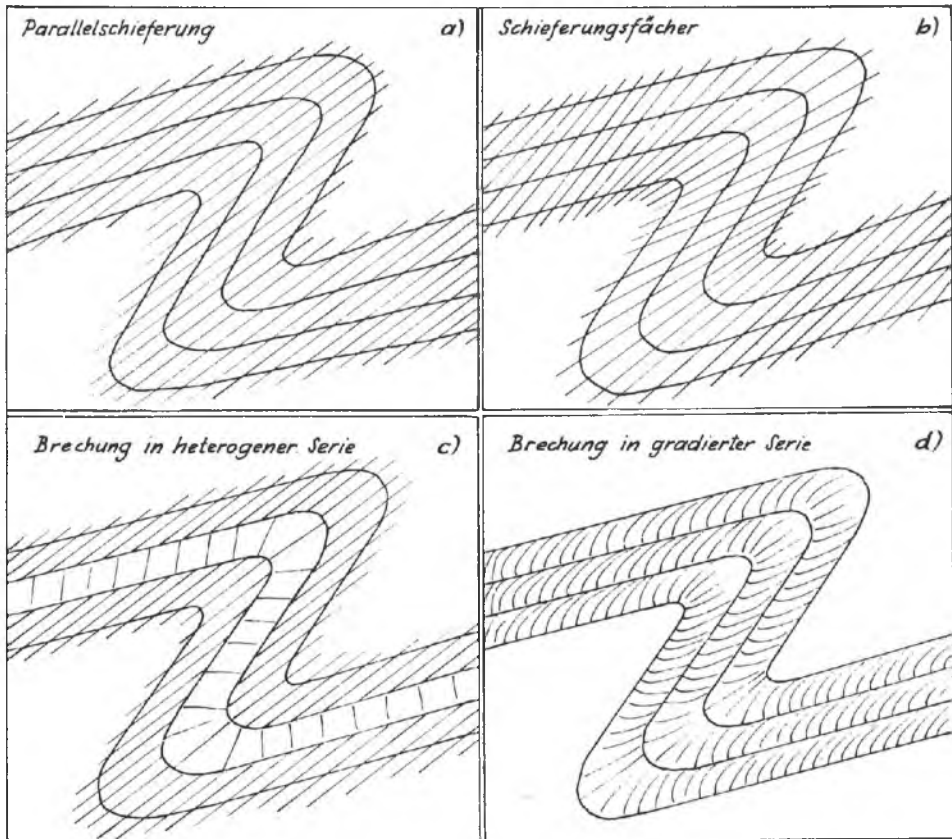 Parallelschieferung a)
Schieferungsfächer b)
Brechung in heterogener Serie c)
Brechung in gradierter Serie d)